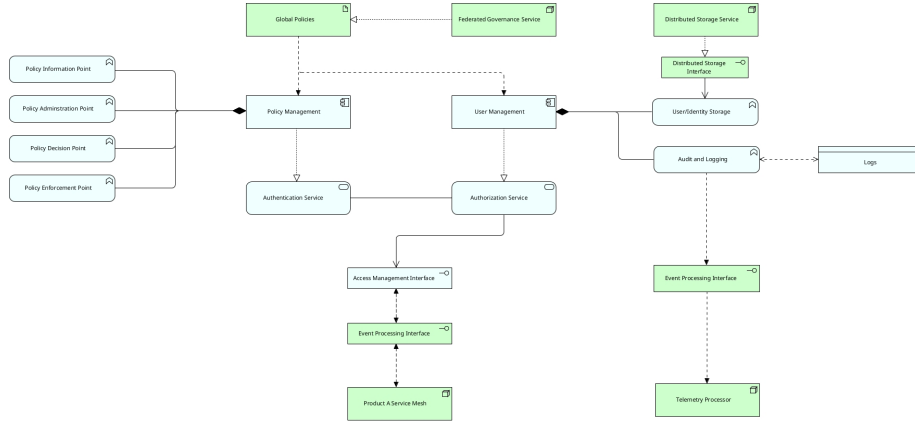 Global Policies
Federated Governance Service
Distributed Storage Service
Policy Information Point
Distributed Storage
Interface
Policy Adminstration Point
Policy Management
User Management
User/Identity Storage
Policy Decision Point
Audit and Logging
Logs
Policy Enforcement Point
Authentication Service
Authorization Service
Access Management Interface
Event Processing Interface
Event Processing Interface
Product A Service Mesh
Telemetry Processor